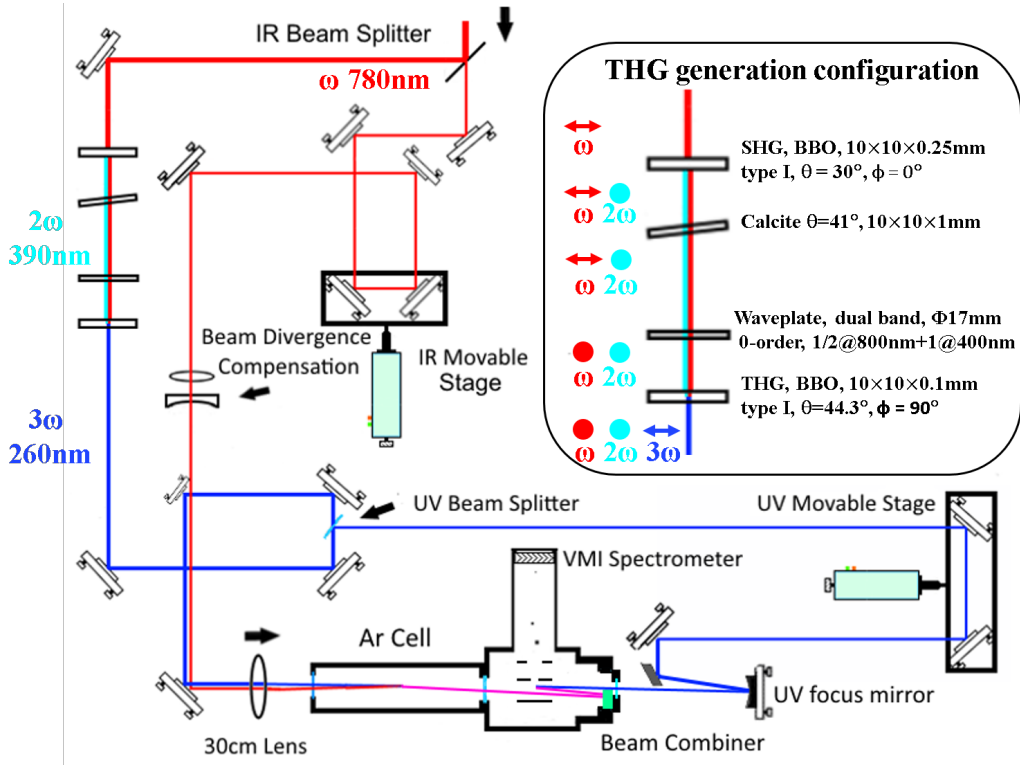 IR Beam Splitter
ω 780nm
2ω
390nm
3ω
260nm
Beam Divergence
Compensation
IR Movable
Stage
THG generation configuration
ω
SHG, BBO, 10×10×0.25mm
type I, θ = 30°, ϕ = 0°
ω 2ω
Calcite θ=41°, 10×10×1mm
ω 2ω
Waveplate, dual band, Φ17mm
0-order, 1/2@800nm+1@400nm
ω 2ω
THG, BBO, 10×10×0.1mm
type I, θ=44.3°, ϕ = 90°
ω 2ω 3ω
UV Beam Splitter
UV Movable Stage
VMI Spectrometer
Ar Cell
30cm Lens
UV focus mirror
Beam Combiner